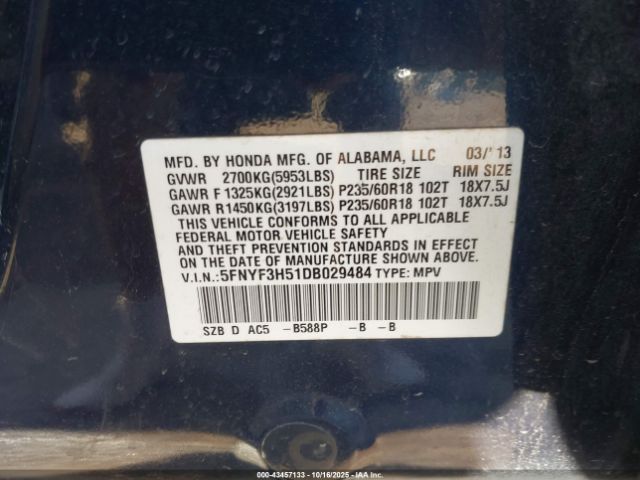 MFD. BY HONDA MFG. OF ALABAMA, LLC 03/'13
GVWR 2700KG(5953LBS) TIRE SIZE RIM SIZE
GAWR F 1325KG(2921LBS) P235/60R18 102T 18X7.5J
GAWR R1450KG(3197LBS) P235/60R18 102T 18X7.5J
THIS VEHICLE CONFORMS TO ALL APPLICABLE
FEDERAL MOTOR VEHICLE SAFETY
AND THEFT PREVENTION STANDARDS IN EFFECT
ON THE DATE OF MANUFACTURE SHOWN ABOVE.
V.I.N.:5FNYF3H51DB029484 TYPE: MPV
SZB D AC5 -B588P -B -B
000-43457133 - 10/16/2025 - IAAI.COM